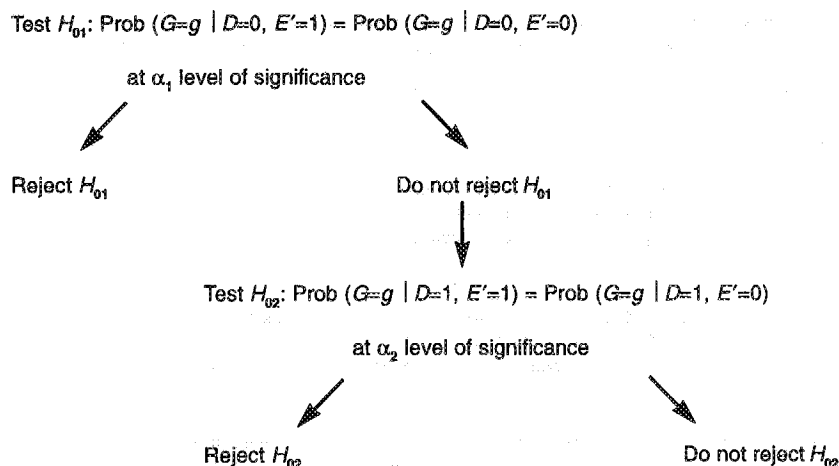 Test H₀₁: Prob (G=g | D=0, E'=1) = Prob (G=g | D=0, E'=0)
at α₁ level of significance
Reject H₀₁ Do not reject H₀₁
Test H₀₂: Prob (G=g | D=1, E'=1) = Prob (G=g | D=1, E'=0)
at α₂ level of significance
Reject H₀₂ Do not reject H₀₂